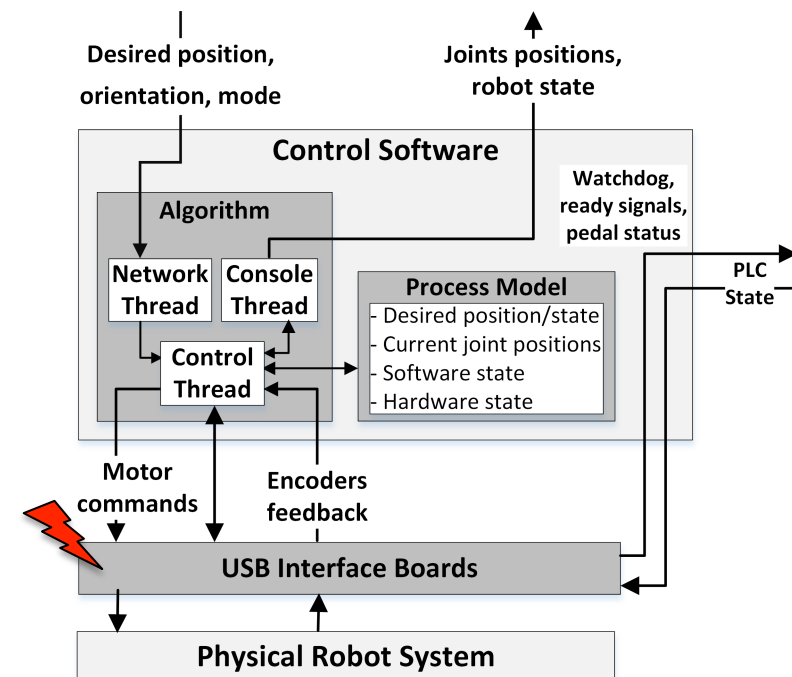 Desired position,
orientation, mode
Joints positions,
robot state
Control Software
Watchdog,
ready signals,
pedal status
Algorithm
Network
Thread
Console
Thread
PLC
State
Process Model
- Desired position/state
- Current joint positions
- Software state
- Hardware state
Control
Thread
Motor
commands
Encoders
feedback
USB Interface Boards
Physical Robot System